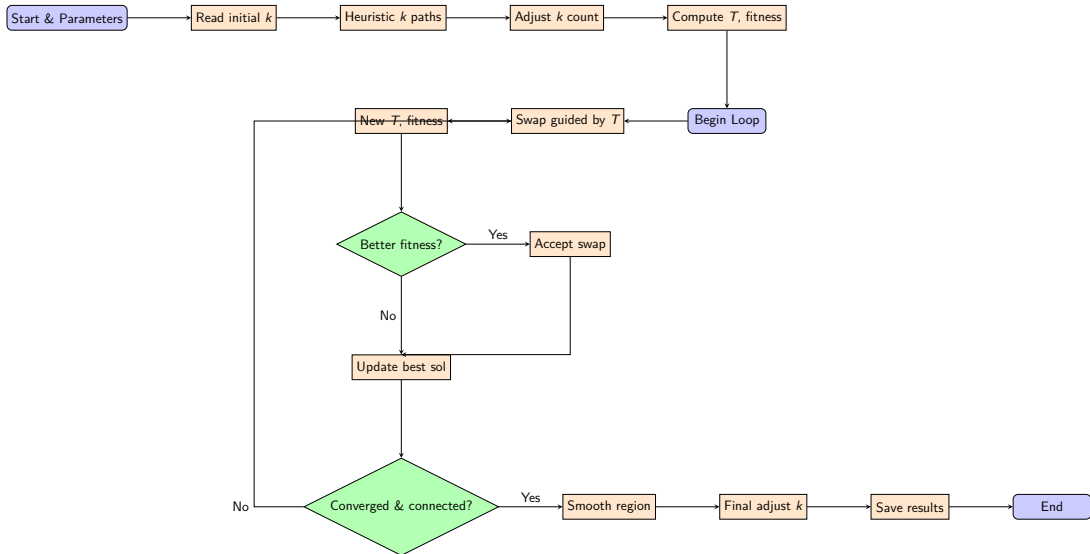 Start & Parameters
Read initial k
Heuristic k paths
Adjust k count
Compute T, fitness
New T, fitness
Swap guided by T
Begin Loop
Better fitness?
Yes
Accept swap
No
Update best sol
Converged & connected?
No
Yes
Smooth region
Final adjust k
Save results
End